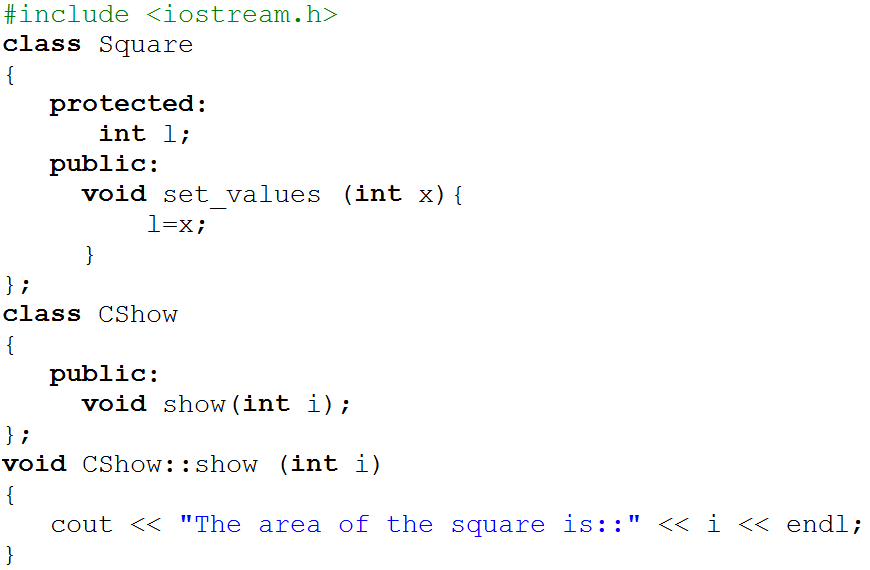 #include <iostream.h>
class Square
{
   protected:
      int l;
   public:
     void set_values (int x){
         l=x;
     }
};
class CShow
{
   public:
     void show(int i);
};
void CShow::show (int i)
{
   cout << "The area of the square is::" << i << endl;
}